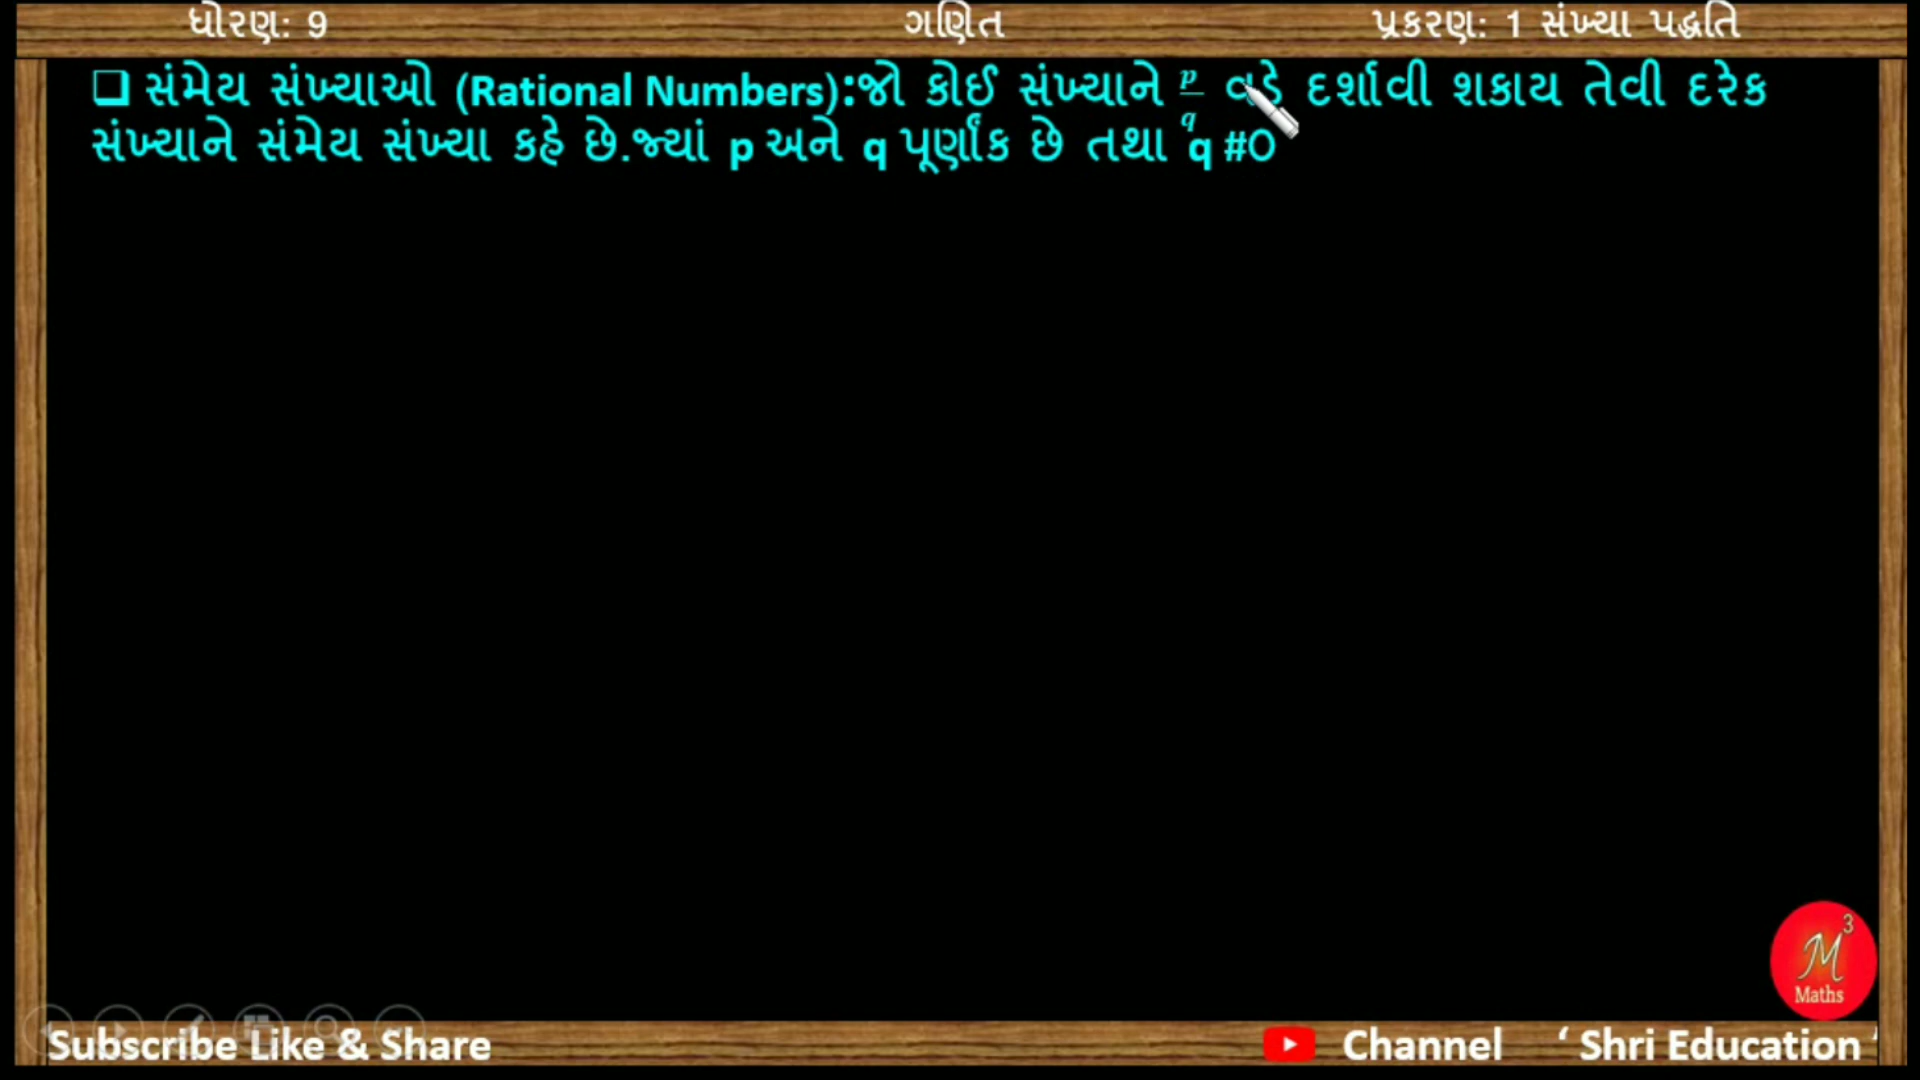 ધોરણ: 9 ગણિત પ્રકરણ: 1 સંખ્યા પદ્ધતિ
❑ સંમેય સંખ્યાઓ (Rational Numbers):જો કોઈ સંખ્યાને p/q વડે દર્શાવી શકાય તેવી દરેક
સંખ્યાને સંમેય સંખ્યા કહે છે.જ્યાં p અને q પૂર્ણાંક છે તથા q #0
M³
Maths
Subscribe Like & Share Channel ‘ Shri Education ’